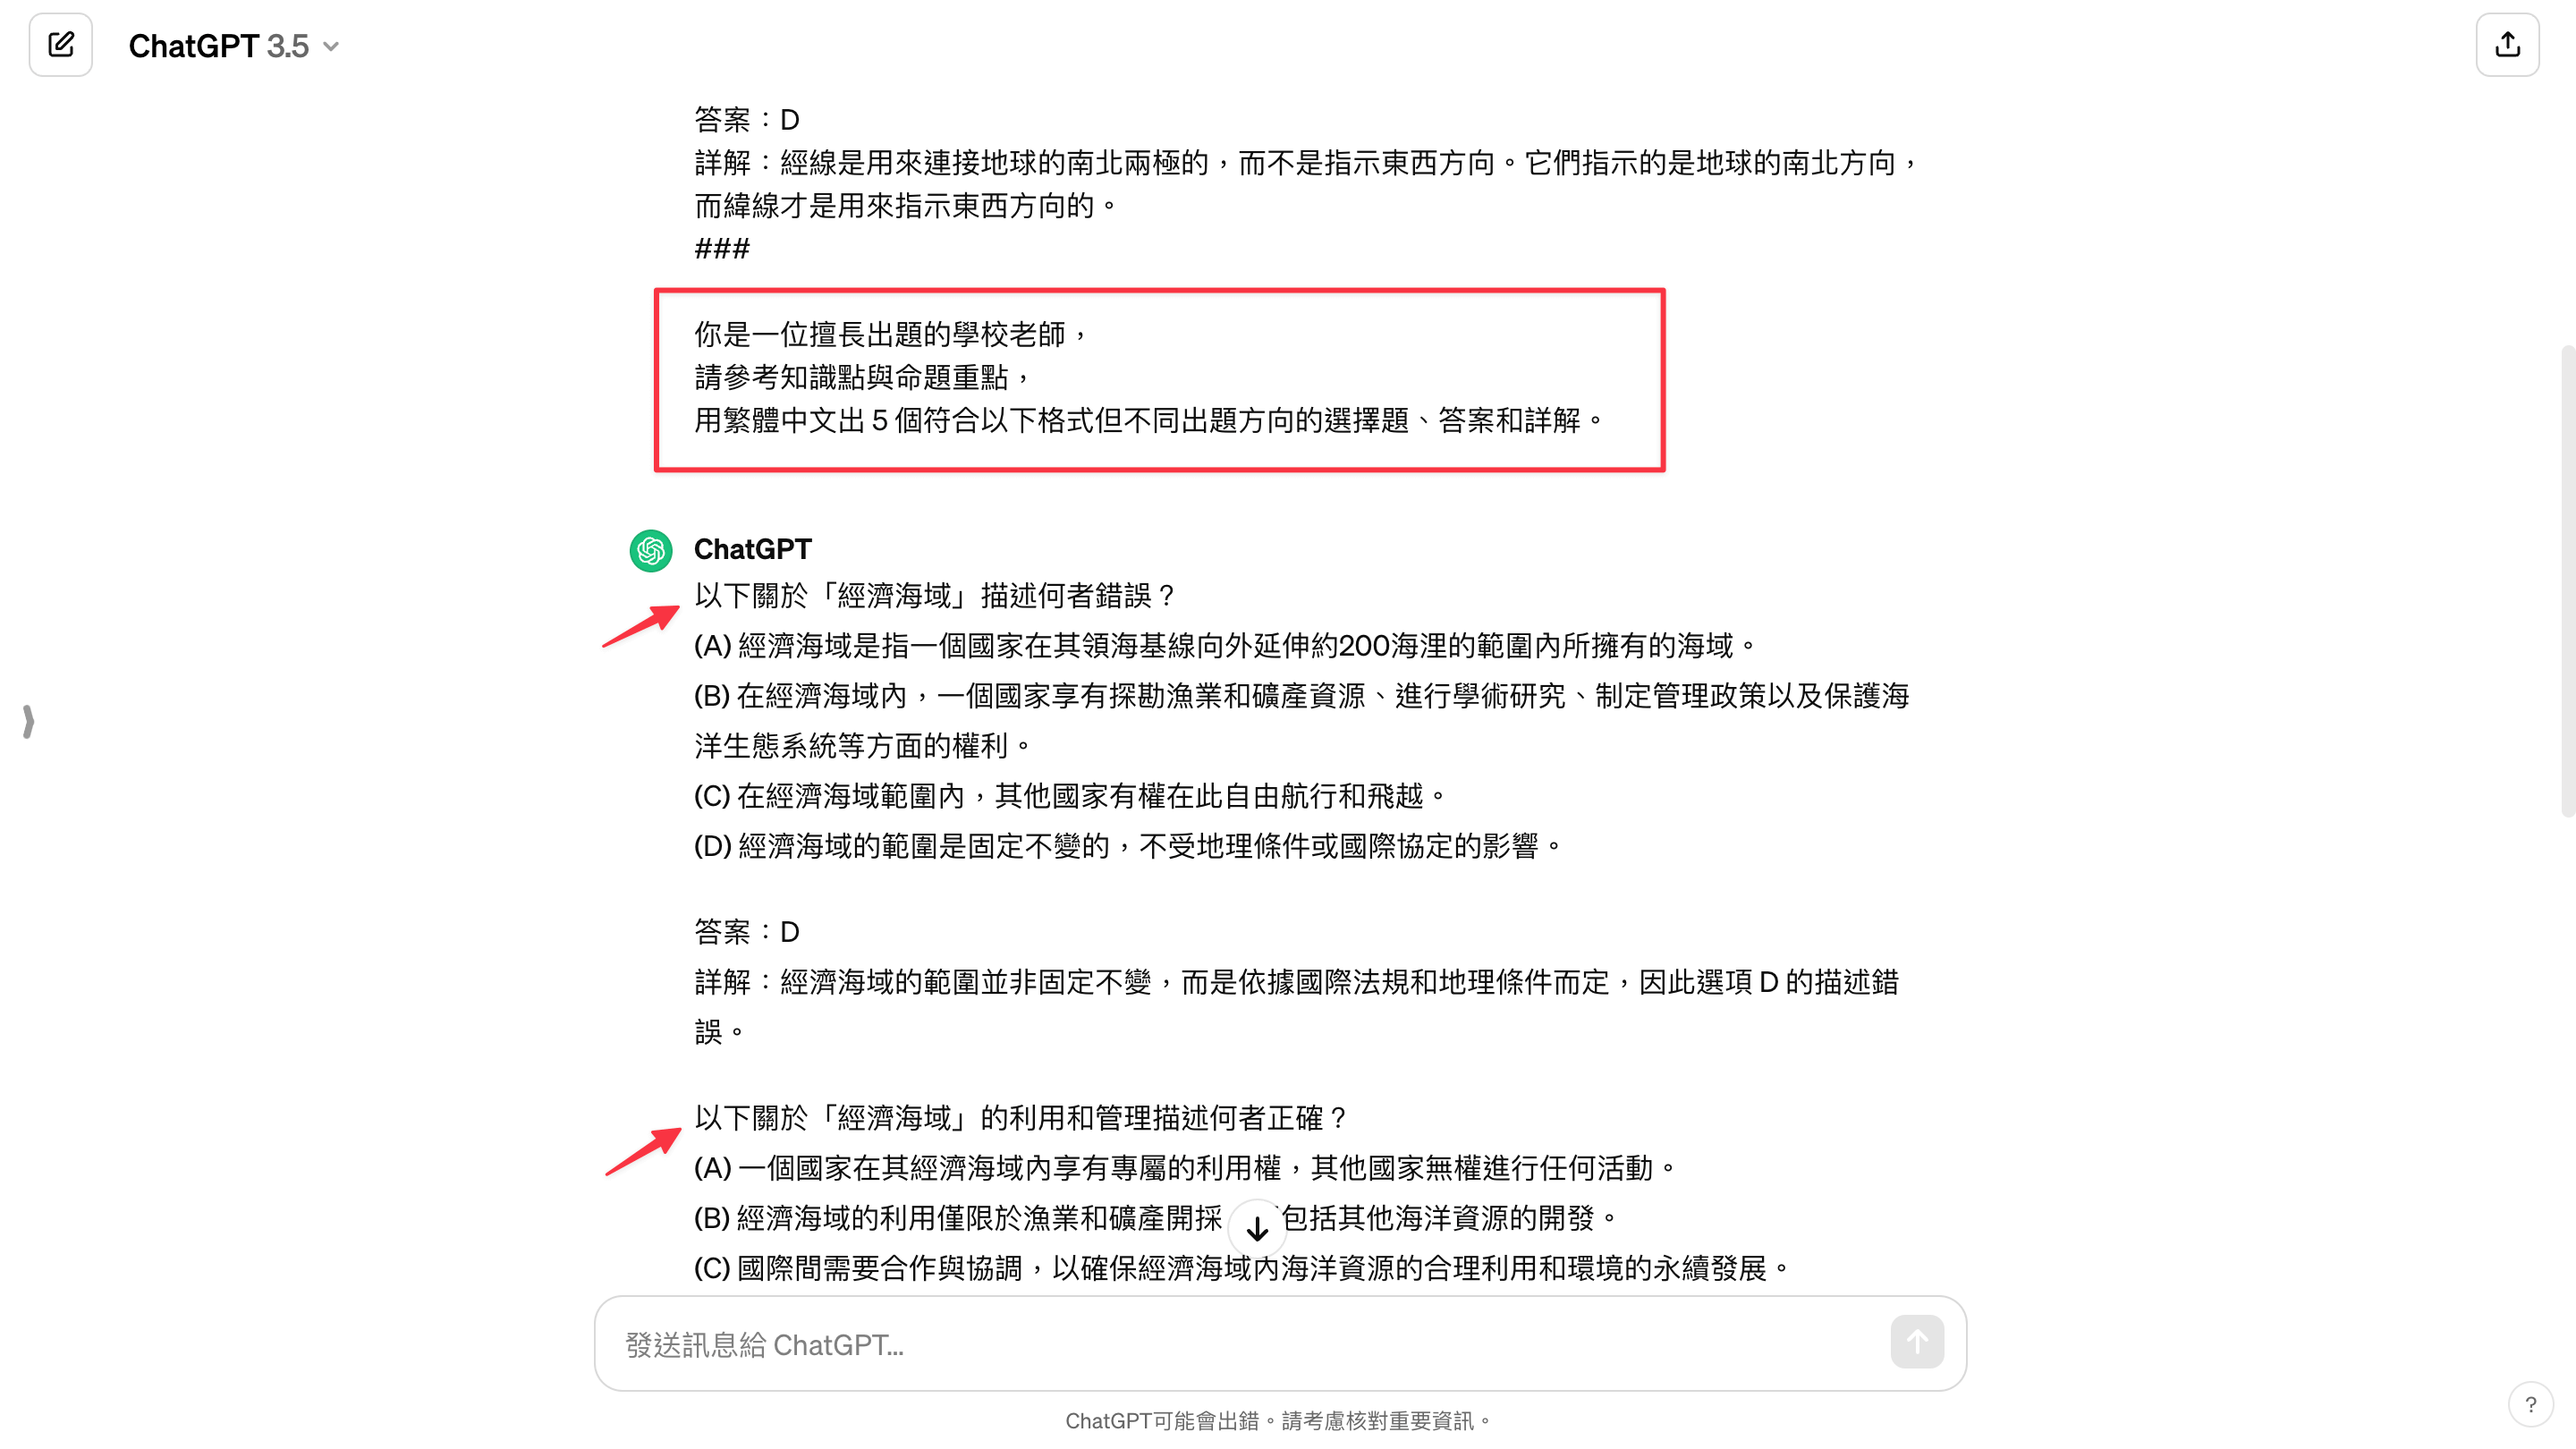 ChatGPT 3.5
答案：D
詳解：經線是用來連接地球的南北兩極的，而不是指示東西方向。它們指示的是地球的南北方向，
而緯線才是用來指示東西方向的。
###
你是一位擅長出題的學校老師，
請參考知識點與命題重點，
用繁體中文出 5 個符合以下格式但不同出題方向的選擇題、答案和詳解。
ChatGPT
以下關於「經濟海域」描述何者錯誤？
(A) 經濟海域是指一個國家在其領海基線向外延伸約200海浬的範圍內所擁有的海域。
(B) 在經濟海域內，一個國家享有探勘漁業和礦產資源、進行學術研究、制定管理政策以及保護海
洋生態系統等方面的權利。
(C) 在經濟海域範圍內，其他國家有權在此自由航行和飛越。
(D) 經濟海域的範圍是固定不變的，不受地理條件或國際協定的影響。
答案：D
詳解：經濟海域的範圍並非固定不變，而是依據國際法規和地理條件而定，因此選項 D 的描述錯
誤。
以下關於「經濟海域」的利用和管理描述何者正確？
(A) 一個國家在其經濟海域內享有專屬的利用權，其他國家無權進行任何活動。
(B) 經濟海域的利用僅限於漁業和礦產開採 包括其他海洋資源的開發。
(C) 國際間需要合作與協調，以確保經濟海域內海洋資源的合理利用和環境的永續發展。
發送訊息給 ChatGPT...
ChatGPT可能會出錯。請考慮核對重要資訊。
?